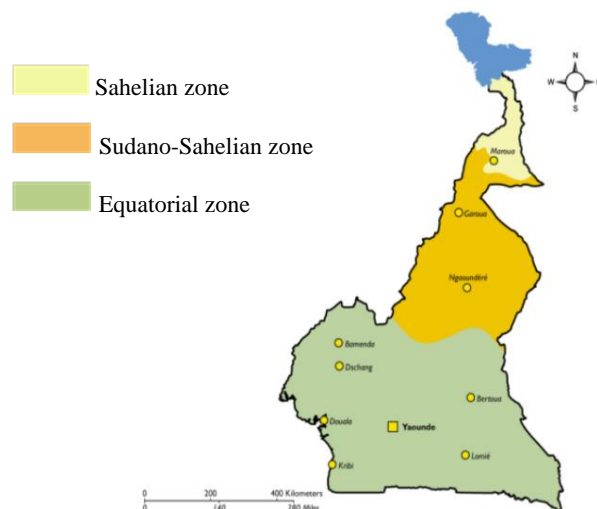 Sahelian zone
Sudano-Sahelian zone
Equatorial zone
N
W
E
S
Maroua
Garoua
Ngaoundéré
Bamenda
Dschang
Bertoua
Douala
Yaounde
Lomié
Kribi
0 200 400 Kilometers
0 140 280 Miles